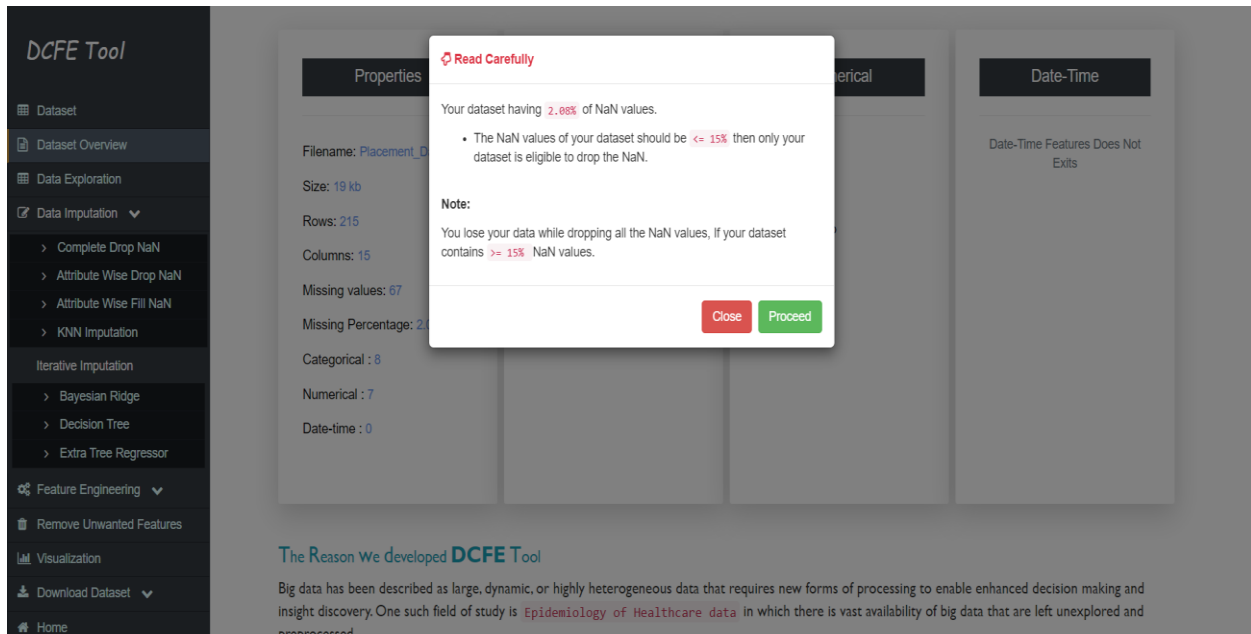 DCFE Tool
Dataset
Dataset Overview
Data Exploration
Data Imputation
Complete Drop NaN
Attribute Wise Drop NaN
Attribute Wise Fill NaN
KNN Imputation
Iterative Imputation
Bayesian Ridge
Decision Tree
Extra Tree Regressor
Feature Engineering
Remove Unwanted Features
Visualization
Download Dataset
Home
Properties
Filename: Placement_D
Size: 19 kb
Rows: 215
Columns: 15
Missing values: 67
Missing Percentage: 2.0
Categorical : 8
Numerical : 7
Date-time : 0
Read Carefully
Your dataset having 2.08% of NaN values.
• The NaN values of your dataset should be <= 15% then only your
dataset is eligible to drop the NaN.
Note:
You lose your data while dropping all the NaN values, If your dataset
contains >= 15% NaN values.
Close Proceed
erical
Date-Time
Date-Time Features Does Not
Exits
The Reason We developed DCFE Tool
Big data has been described as large, dynamic, or highly heterogeneous data that requires new forms of processing to enable enhanced decision making and
insight discovery. One such field of study is Epidemiology of Healthcare data in which there is vast availability of big data that are left unexplored and
preprocessed